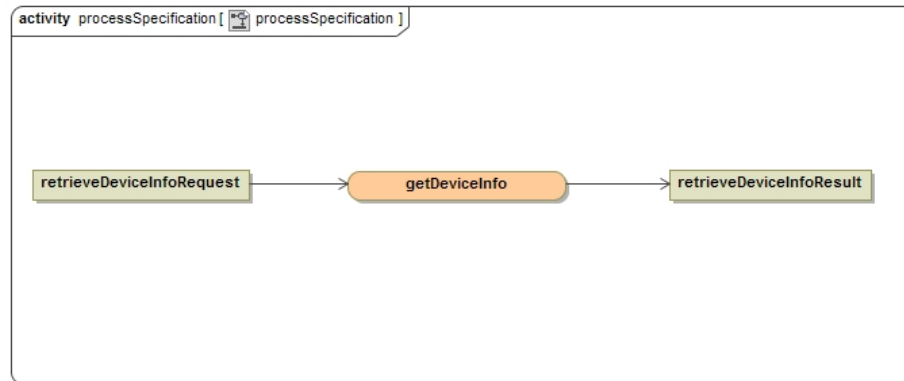 activity processSpecification [ processSpecification ]
retrieveDeviceInfoRequest
getDeviceInfo
retrieveDeviceInfoResult